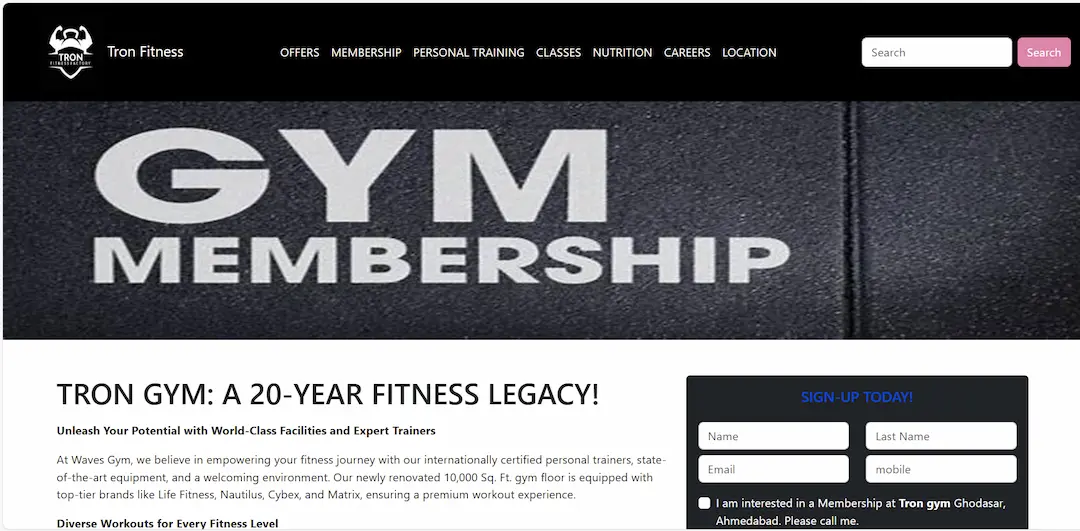 TRON
FITNESS FACTORY
Tron Fitness
OFFERS MEMBERSHIP PERSONAL TRAINING CLASSES NUTRITION CAREERS LOCATION
Search
Search
GYM
MEMBERSHIP
TRON GYM: A 20-YEAR FITNESS LEGACY!
Unleash Your Potential with World-Class Facilities and Expert Trainers
At Waves Gym, we believe in empowering your fitness journey with our internationally certified personal trainers, state-
of-the-art equipment, and a welcoming environment. Our newly renovated 10,000 Sq. Ft. gym floor is equipped with
top-tier brands like Life Fitness, Nautilus, Cybex, and Matrix, ensuring a premium workout experience.
Diverse Workouts for Every Fitness Level
SIGN-UP TODAY!
Name
Last Name
Email
mobile
I am interested in a Membership at Tron gym Ghodasar,
Ahmedabad. Please call me.